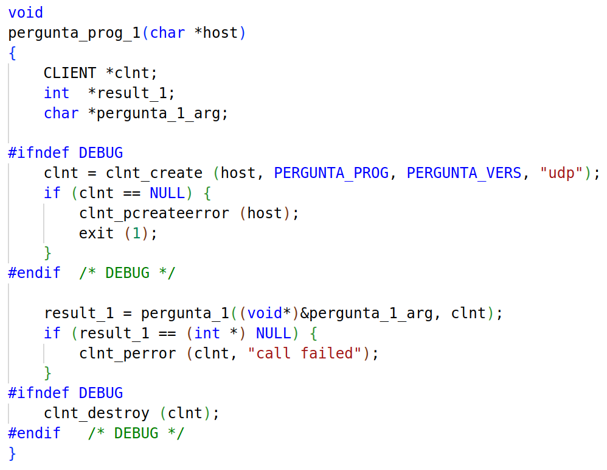 void
pergunta_prog_1(char *host)
{
    CLIENT *clnt;
    int  *result_1;
    char *pergunta_1_arg;

#ifndef DEBUG
    clnt = clnt_create (host, PERGUNTA_PROG, PERGUNTA_VERS, "udp");
    if (clnt == NULL) {
        clnt_pcreateerror (host);
        exit (1);
    }
#endif  /* DEBUG */

    result_1 = pergunta_1((void*)&pergunta_1_arg, clnt);
    if (result_1 == (int *) NULL) {
        clnt_perror (clnt, "call failed");
    }
#ifndef DEBUG
    clnt_destroy (clnt);
#endif   /* DEBUG */
}